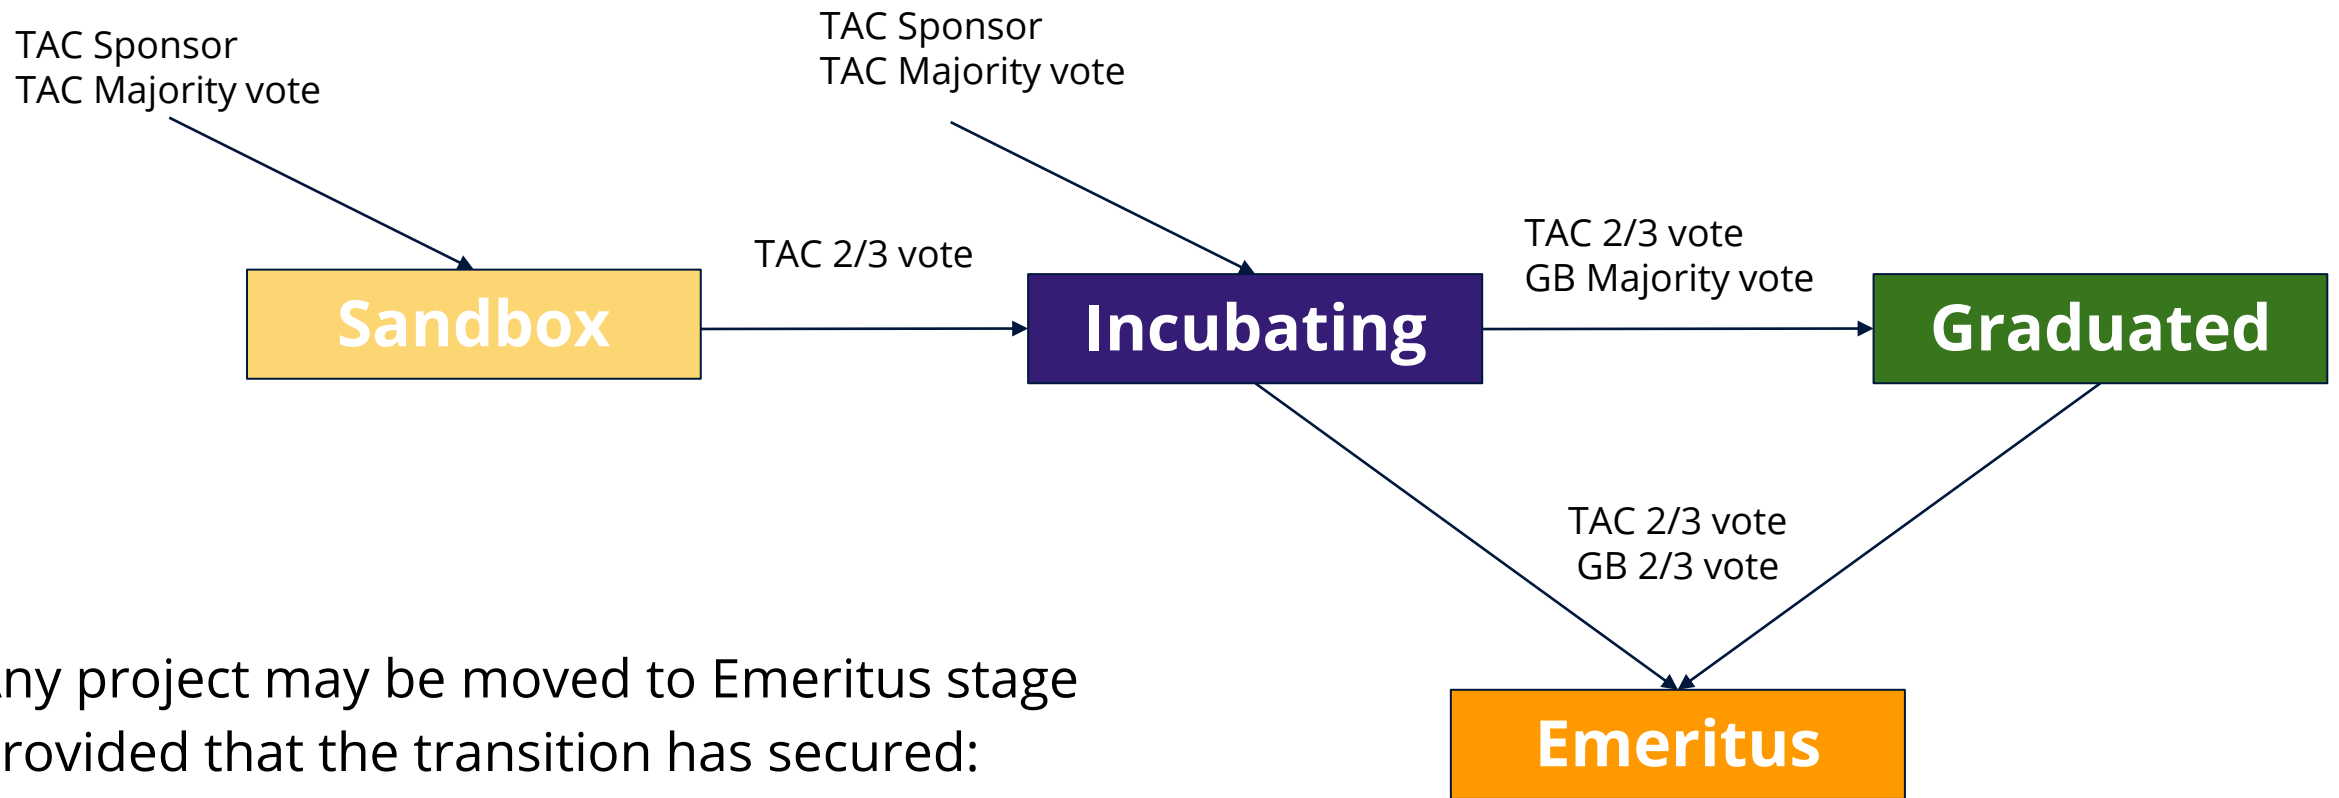 TAC Sponsor
TAC Majority vote
TAC Sponsor
TAC Majority vote
TAC 2/3 vote
TAC 2/3 vote
GB Majority vote
Sandbox
Incubating
Graduated
TAC 2/3 vote
GB 2/3 vote
ny project may be moved to Emeritus stage
rovided that the transition has secured:
Emeritus